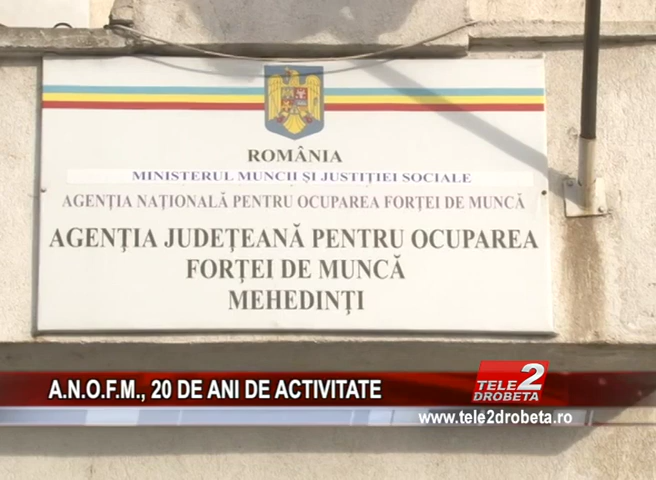 ROMÂNIA
MINISTERUL MUNCII ȘI JUSTIȚIEI SOCIALE
AGENȚIA NAȚIONALĂ PENTRU OCUPAREA FORȚEI DE MUNCĂ
AGENȚIA JUDEȚEANĂ PENTRU OCUPAREA
FORȚEI DE MUNCĂ
MEHEDINȚI
A.N.O.F.M., 20 DE ANI DE ACTIVITATE
TELE 2
DROBETA
www.tele2drobeta.ro